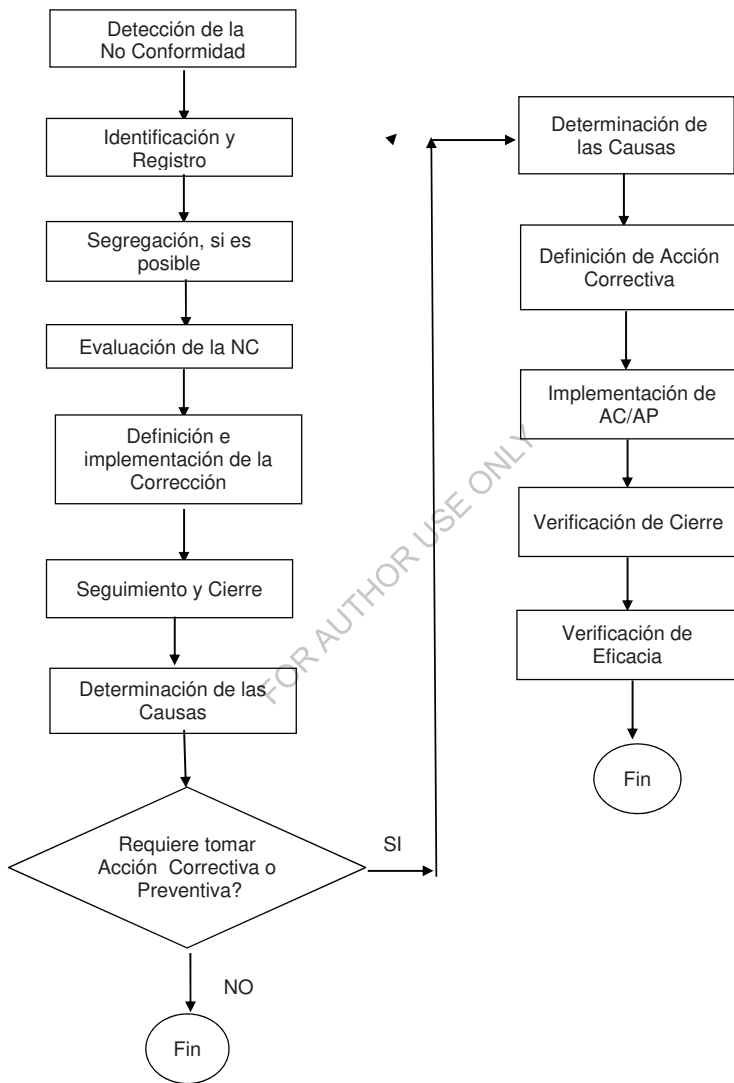 Detección de la
No Conformidad
Identificación y
Registro
Segregación, si es
posible
Evaluación de la NC
Definición e
implementación de la
Corrección
Seguimiento y Cierre
Determinación de las
Causas
Requiere tomar
Acción Correctiva o
Preventiva?
SI
NO
Fin
Determinación de
las Causas
Definición de Acción
Correctiva
Implementación de
AC/AP
Verificación de Cierre
Verificación de
Eficacia
Fin
FOR AUTHOR USE ONLY